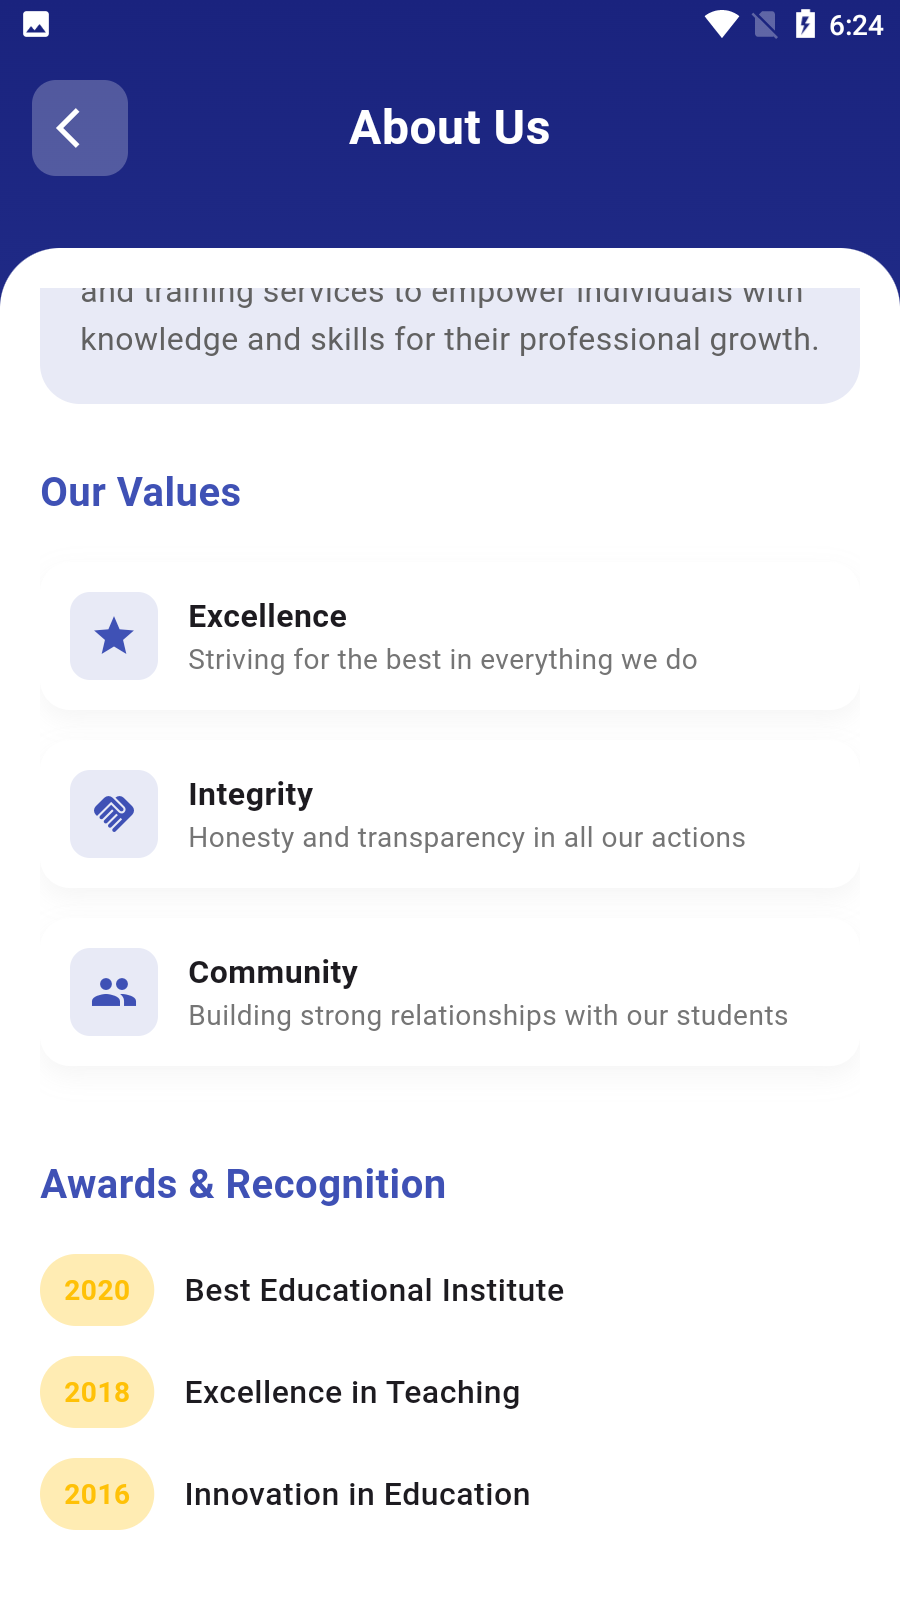 6:24
About Us
and training services to empower individuals with
knowledge and skills for their professional growth.
Our Values
Excellence
Striving for the best in everything we do
Integrity
Honesty and transparency in all our actions
Community
Building strong relationships with our students
Awards & Recognition
2020 Best Educational Institute
2018 Excellence in Teaching
2016 Innovation in Education